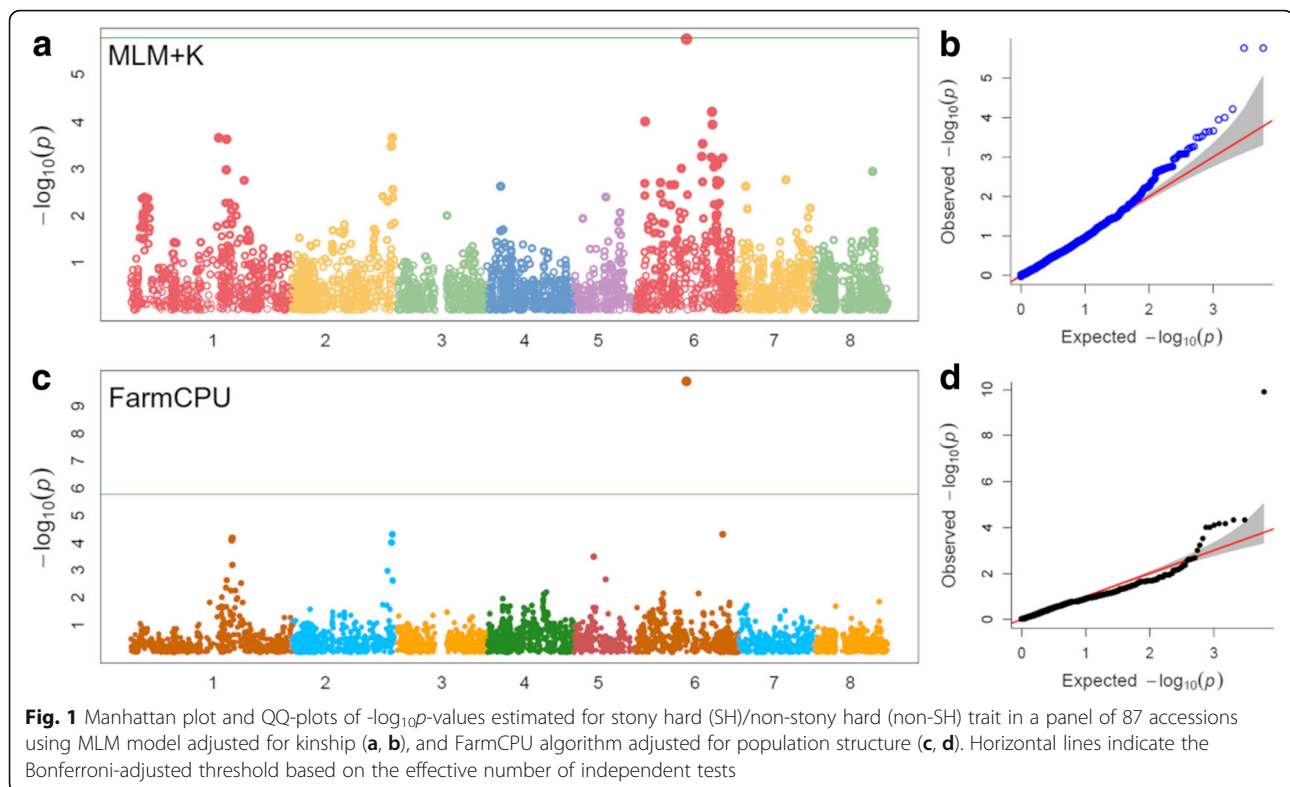 a
MLM+K
−log10(p)
5
4
3
2
1
1 2 3 4 5 6 7 8
b
Observed −log10(p)
5
4
3
2
1
0
0 1 2 3
Expected −log10(p)
c
FarmCPU
−log10(p)
9
8
7
6
5
4
3
2
1
1 2 3 4 5 6 7 8
d
Observed −log10(p)
10
8
6
4
2
0
0 1 2 3
Expected −log10(p)
Fig. 1 Manhattan plot and QQ-plots of -log10p-values estimated for stony hard (SH)/non-stony hard (non-SH) trait in a panel of 87 accessions
using MLM model adjusted for kinship (a, b), and FarmCPU algorithm adjusted for population structure (c, d). Horizontal lines indicate the
Bonferroni-adjusted threshold based on the effective number of independent tests